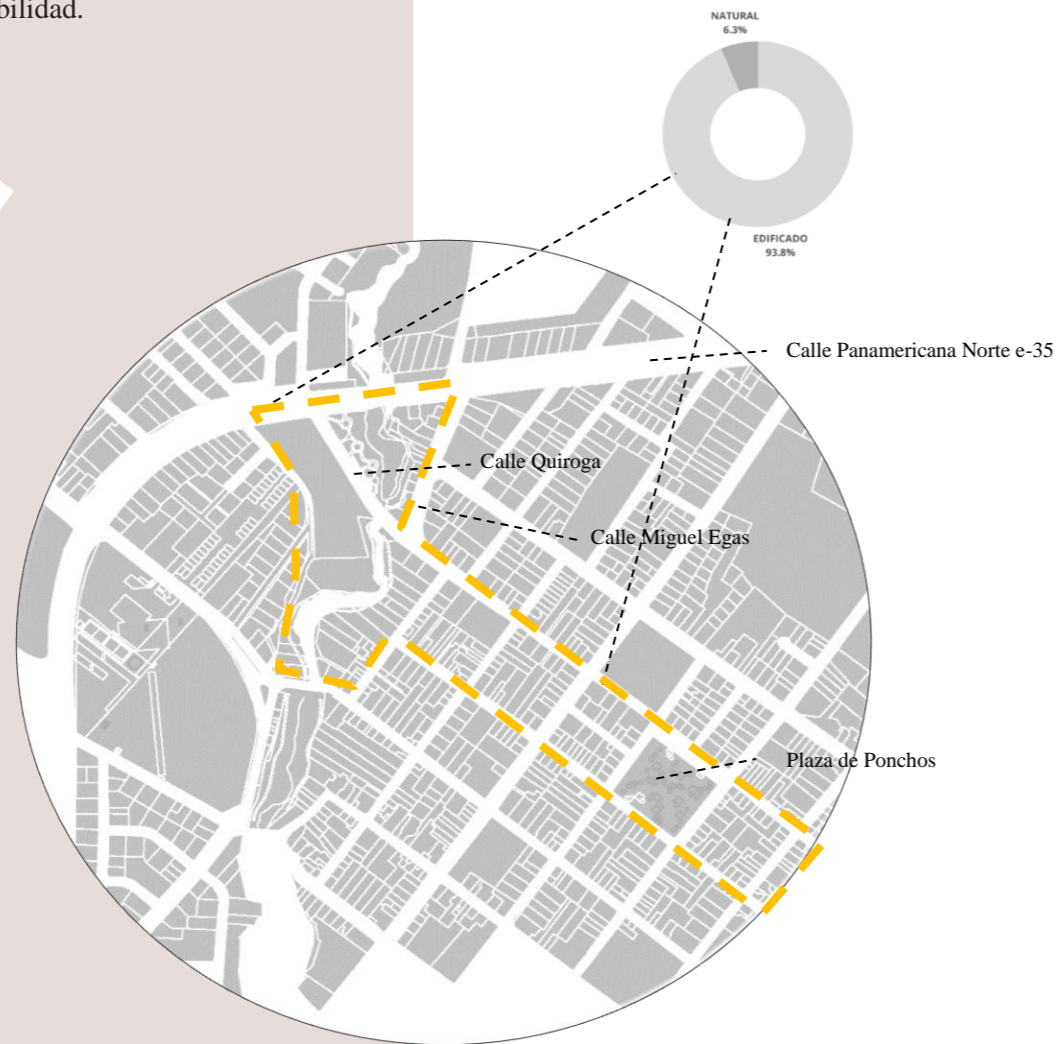 bilidad.
NATURAL
6.3%
EDIFICADO
93.8%
Calle Panamericana Norte e-35
Calle Quiroga
Calle Miguel Egas
Plaza de Ponchos